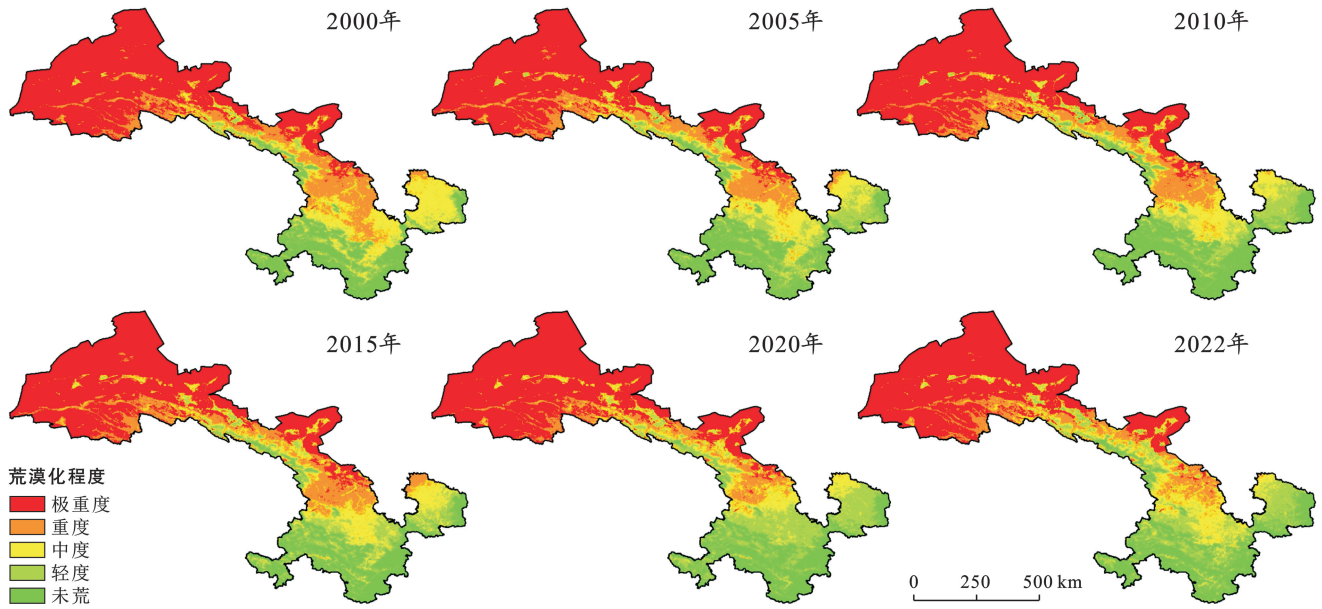 2000年
2005年
2010年
2015年
2020年
2022年
荒漠化程度
极重度
重度
中度
轻度
未荒
0 250 500 km